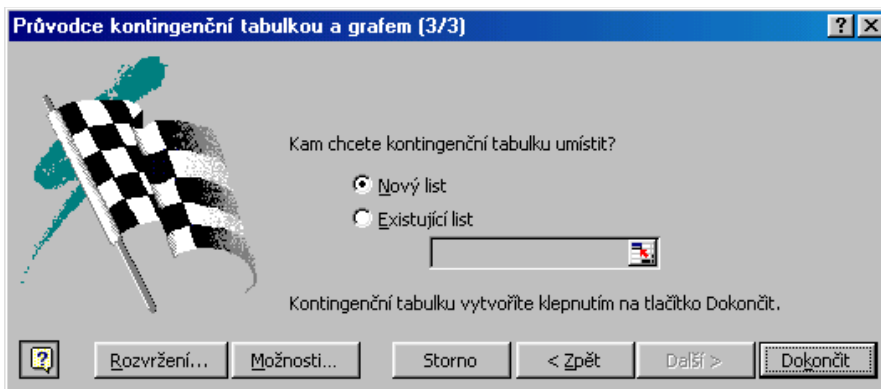 Průvodce kontingenční tabulkou a grafem (3/3)
Kam chcete kontingenční tabulku umístit?
Nový list
Existující list
Kontingenční tabulku vytvoříte klepnutím na tlačítko Dokončit.
Rozvržení... Možnosti... Storno < Zpět Další > Dokončit